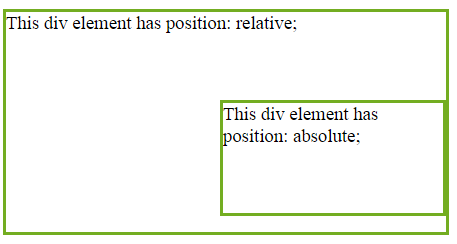 This div element has position: relative;
This div element has
position: absolute;